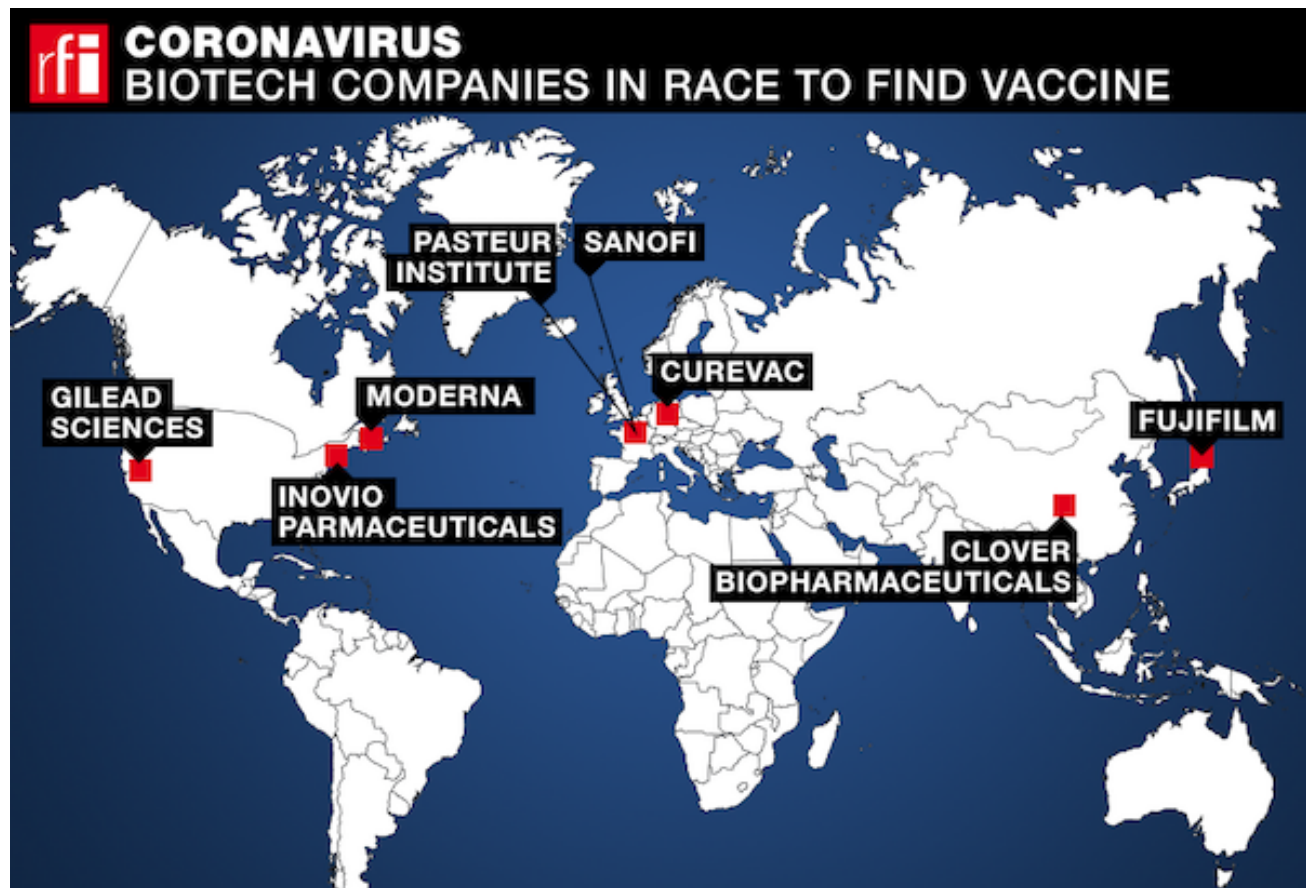 rfi
CORONAVIRUS
BIOTECH COMPANIES IN RACE TO FIND VACCINE
PASTEUR
INSTITUTE
SANOFI
CUREVAC
GILEAD
SCIENCES
MODERNA
FUJIFILM
INOVIO
PARMACEUTICALS
CLOVER
BIOPHARMACEUTICALS